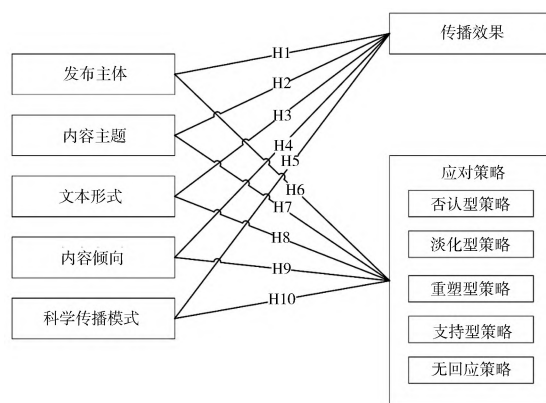 发布主体
内容主题
文本形式
内容倾向
科学传播模式
H1
H2
H3
H4
H5
H6
H7
H8
H9
H10
传播效果
应对策略
否认型策略
淡化型策略
重塑型策略
支持型策略
无回应策略